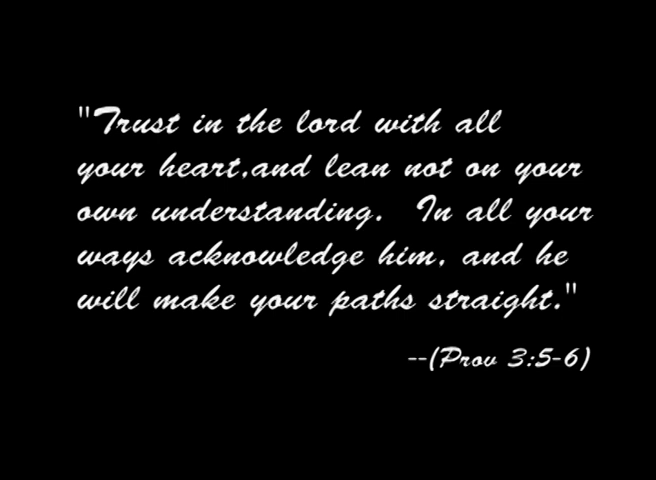 "Trust in the lord with all
your heart,and lean not on your
own understanding. In all your
ways acknowledge him, and he
will make your paths straight."
--(Prov 3:5-6)